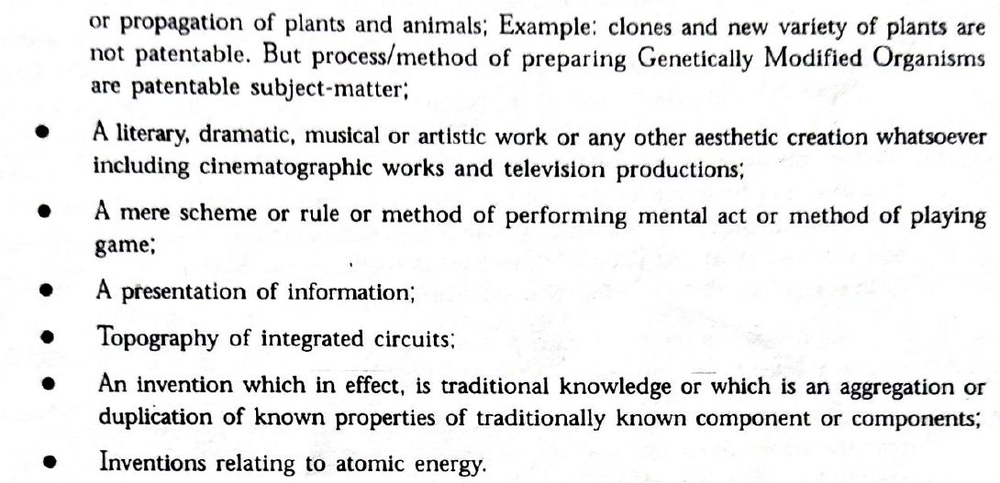 or propagation of plants and animals; Example: clones and new variety of plants are
not patentable. But process/method of preparing Genetically Modified Organisms
are patentable subject-matter;
● A literary, dramatic, musical or artistic work or any other aesthetic creation whatsoever
including cinematographic works and television productions;
● A mere scheme or rule or method of performing mental act or method of playing
game;
● A presentation of information;
● Topography of integrated circuits;
● An invention which in effect, is traditional knowledge or which is an aggregation or
duplication of known properties of traditionally known component or components;
● Inventions relating to atomic energy.